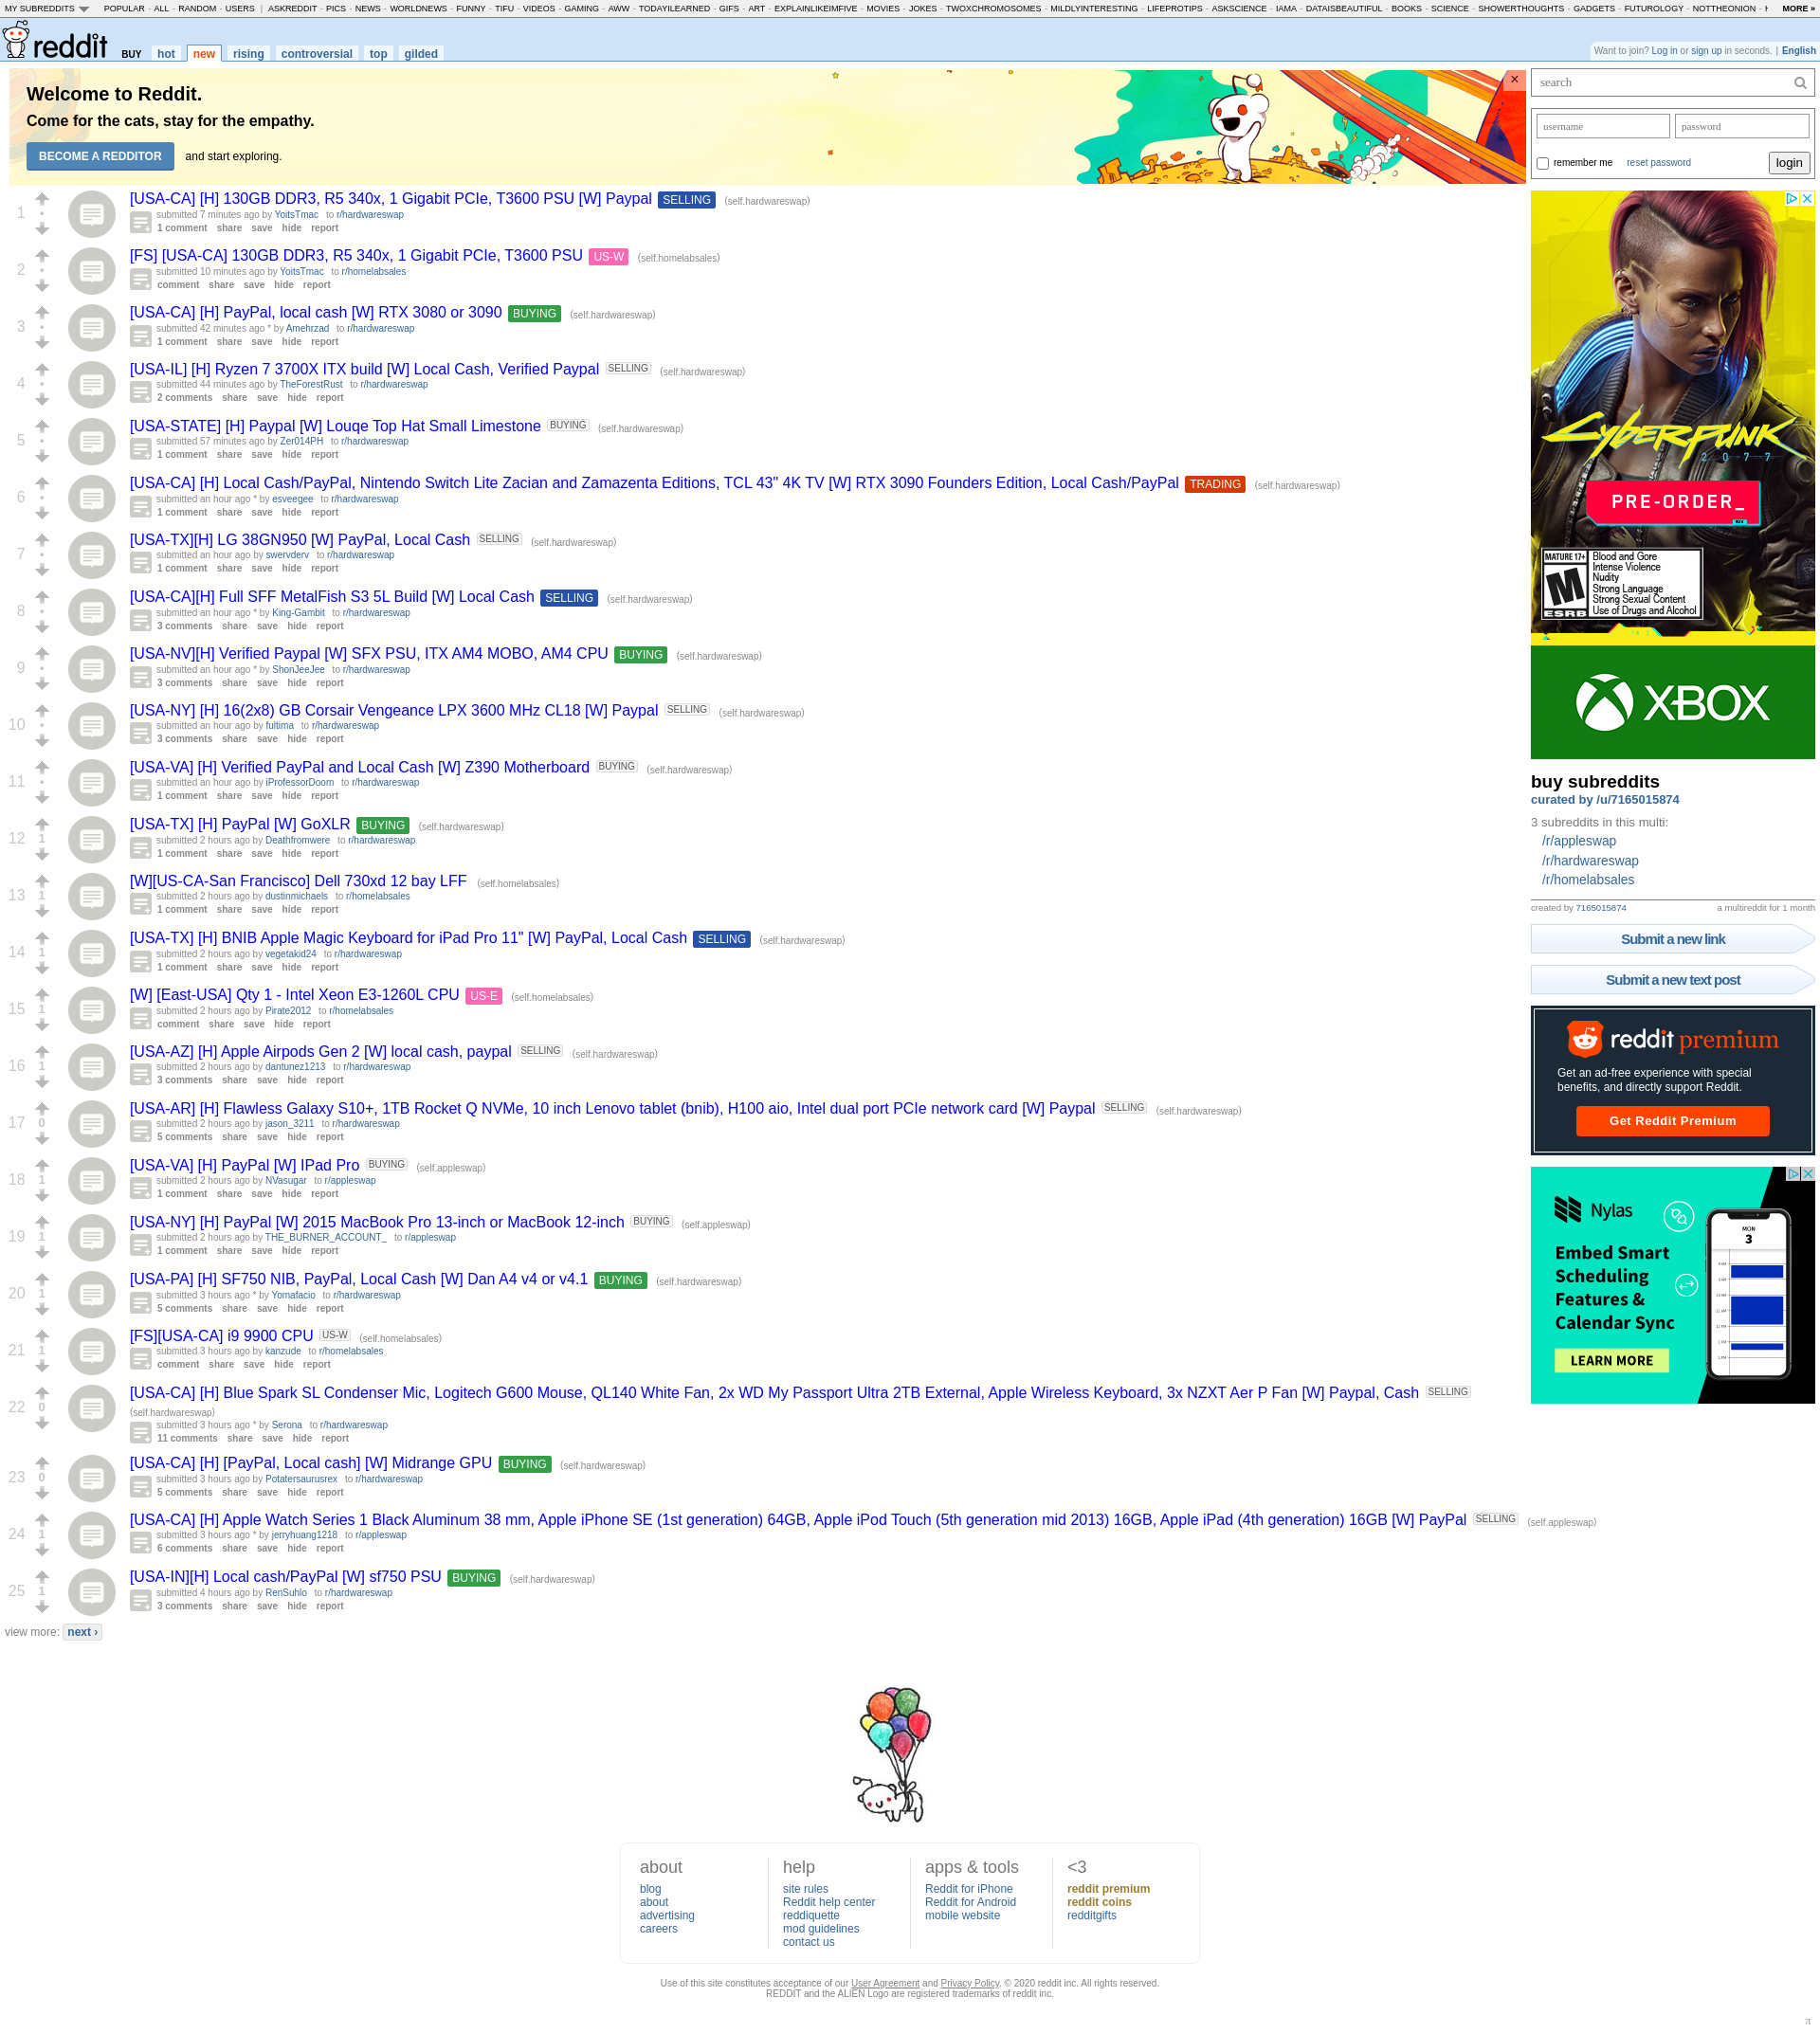 MY SUBREDDITS POPULAR - ALL - RANDOM - USERS | ASKREDDIT - PICS - NEWS - WORLDNEWS - FUNNY - TIFU - VIDEOS - GAMING - AWW - TODAYILEARNED - GIFS - ART - EXPLAINLIKEIMFIVE - MOVIES - JOKES - TWOXCHROMOSOMES - MILDLYINTERESTING - LIFEPROTIPS - ASKSCIENCE - IAMA - DATAISBEAUTIFUL - BOOKS - SCIENCE - SHOWERTHOUGHTS - GADGETS - FUTUROLOGY - NOTTHEONION - MORE »
reddit BUY hot new rising controversial top gilded
Want to join? Log in or sign up in seconds. | English
Welcome to Reddit.
Come for the cats, stay for the empathy.
BECOME A REDDITOR and start exploring.
×
1
[USA-CA] [H] 130GB DDR3, R5 340x, 1 Gigabit PCIe, T3600 PSU [W] Paypal SELLING (self.hardwareswap)
submitted 7 minutes ago by YoitsTmac to r/hardwareswap
1 comment share save hide report
2
[FS] [USA-CA] 130GB DDR3, R5 340x, 1 Gigabit PCIe, T3600 PSU US-W (self.homelabsales)
submitted 10 minutes ago by YoitsTmac to r/homelabsales
comment share save hide report
3
[USA-CA] [H] PayPal, local cash [W] RTX 3080 or 3090 BUYING (self.hardwareswap)
submitted 42 minutes ago * by Amehrzad to r/hardwareswap
1 comment share save hide report
4
[USA-IL] [H] Ryzen 7 3700X ITX build [W] Local Cash, Verified Paypal SELLING (self.hardwareswap)
submitted 44 minutes ago by TheForestRust to r/hardwareswap
2 comments share save hide report
5
[USA-STATE] [H] Paypal [W] Louqe Top Hat Small Limestone BUYING (self.hardwareswap)
submitted 57 minutes ago by Zer014PH to r/hardwareswap
1 comment share save hide report
6
[USA-CA] [H] Local Cash/PayPal, Nintendo Switch Lite Zacian and Zamazenta Editions, TCL 43" 4K TV [W] RTX 3090 Founders Edition, Local Cash/PayPal TRADING (self.hardwareswap)
submitted an hour ago * by esveegee to r/hardwareswap
1 comment share save hide report
7
[USA-TX][H] LG 38GN950 [W] PayPal, Local Cash SELLING (self.hardwareswap)
submitted an hour ago by swervderv to r/hardwareswap
1 comment share save hide report
8
[USA-CA][H] Full SFF MetalFish S3 5L Build [W] Local Cash SELLING (self.hardwareswap)
submitted an hour ago * by King-Gambit to r/hardwareswap
3 comments share save hide report
9
[USA-NV][H] Verified Paypal [W] SFX PSU, ITX AM4 MOBO, AM4 CPU BUYING (self.hardwareswap)
submitted an hour ago * by ShonJeeJee to r/hardwareswap
3 comments share save hide report
10
[USA-NY] [H] 16(2x8) GB Corsair Vengeance LPX 3600 MHz CL18 [W] Paypal SELLING (self.hardwareswap)
submitted an hour ago by fultima to r/hardwareswap
3 comments share save hide report
11
[USA-VA] [H] Verified PayPal and Local Cash [W] Z390 Motherboard BUYING (self.hardwareswap)
submitted an hour ago by iProfessorDoom to r/hardwareswap
1 comment share save hide report
12 1
[USA-TX] [H] PayPal [W] GoXLR BUYING (self.hardwareswap)
submitted 2 hours ago by Deathfromwere to r/hardwareswap
1 comment share save hide report
13 1
[W][US-CA-San Francisco] Dell 730xd 12 bay LFF (self.homelabsales)
submitted 2 hours ago by dustinmichaels to r/homelabsales
1 comment share save hide report
14 1
[USA-TX] [H] BNIB Apple Magic Keyboard for iPad Pro 11" [W] PayPal, Local Cash SELLING (self.hardwareswap)
submitted 2 hours ago by vegetakid24 to r/hardwareswap
1 comment share save hide report
15 1
[W] [East-USA] Qty 1 - Intel Xeon E3-1260L CPU US-E (self.homelabsales)
submitted 2 hours ago by Pirate2012 to r/homelabsales
comment share save hide report
16 1
[USA-AZ] [H] Apple Airpods Gen 2 [W] local cash, paypal SELLING (self.hardwareswap)
submitted 2 hours ago by dantunez1213 to r/hardwareswap
3 comments share save hide report
17 0
[USA-AR] [H] Flawless Galaxy S10+, 1TB Rocket Q NVMe, 10 inch Lenovo tablet (bnib), H100 aio, Intel dual port PCIe network card [W] Paypal SELLING (self.hardwareswap)
submitted 2 hours ago by jason_3211 to r/hardwareswap
5 comments share save hide report
18 1
[USA-VA] [H] PayPal [W] IPad Pro BUYING (self.appleswap)
submitted 2 hours ago by NVasugar to r/appleswap
1 comment share save hide report
19 1
[USA-NY] [H] PayPal [W] 2015 MacBook Pro 13-inch or MacBook 12-inch BUYING (self.appleswap)
submitted 2 hours ago by THE_BURNER_ACCOUNT_ to r/appleswap
1 comment share save hide report
20 1
[USA-PA] [H] SF750 NIB, PayPal, Local Cash [W] Dan A4 v4 or v4.1 BUYING (self.hardwareswap)
submitted 3 hours ago * by Yomafacio to r/hardwareswap
5 comments share save hide report
21 1
[FS][USA-CA] i9 9900 CPU US-W (self.homelabsales)
submitted 3 hours ago by kanzude to r/homelabsales
comment share save hide report
22 0
[USA-CA] [H] Blue Spark SL Condenser Mic, Logitech G600 Mouse, QL140 White Fan, 2x WD My Passport Ultra 2TB External, Apple Wireless Keyboard, 3x NZXT Aer P Fan [W] Paypal, Cash SELLING
(self.hardwareswap)
submitted 3 hours ago * by Serona to r/hardwareswap
11 comments share save hide report
23 0
[USA-CA] [H] [PayPal, Local cash] [W] Midrange GPU BUYING (self.hardwareswap)
submitted 3 hours ago by Potatersaurusrex to r/hardwareswap
5 comments share save hide report
24 1
[USA-CA] [H] Apple Watch Series 1 Black Aluminum 38 mm, Apple iPhone SE (1st generation) 64GB, Apple iPod Touch (5th generation mid 2013) 16GB, Apple iPad (4th generation) 16GB [W] PayPal SELLING (self.appleswap)
submitted 3 hours ago * by jerryhuang1218 to r/appleswap
6 comments share save hide report
25 1
[USA-IN][H] Local cash/PayPal [W] sf750 PSU BUYING (self.hardwareswap)
submitted 4 hours ago by RenSuhlo to r/hardwareswap
3 comments share save hide report
view more: next ›
search
username password
remember me reset password login
CYBERPUNK
2077
PRE-ORDER_
MATURE 17+
M
ESRB
Blood and Gore
Intense Violence
Nudity
Strong Language
Strong Sexual Content
Use of Drugs and Alcohol
XBOX
buy subreddits
curated by /u/7165015874
3 subreddits in this multi:
/r/appleswap
/r/hardwareswap
/r/homelabsales
created by 7165015874 a multireddit for 1 month
Submit a new link
Submit a new text post
reddit premium
Get an ad-free experience with special
benefits, and directly support Reddit.
Get Reddit Premium
Nylas
Embed Smart
Scheduling
Features &
Calendar Sync
LEARN MORE
MON
3
about
blog
about
advertising
careers
help
site rules
Reddit help center
reddiquette
mod guidelines
contact us
apps & tools
Reddit for iPhone
Reddit for Android
mobile website
<3
reddit premium
reddit coins
redditgifts
Use of this site constitutes acceptance of our User Agreement and Privacy Policy. © 2020 reddit inc. All rights reserved.
REDDIT and the ALIEN Logo are registered trademarks of reddit inc.
π